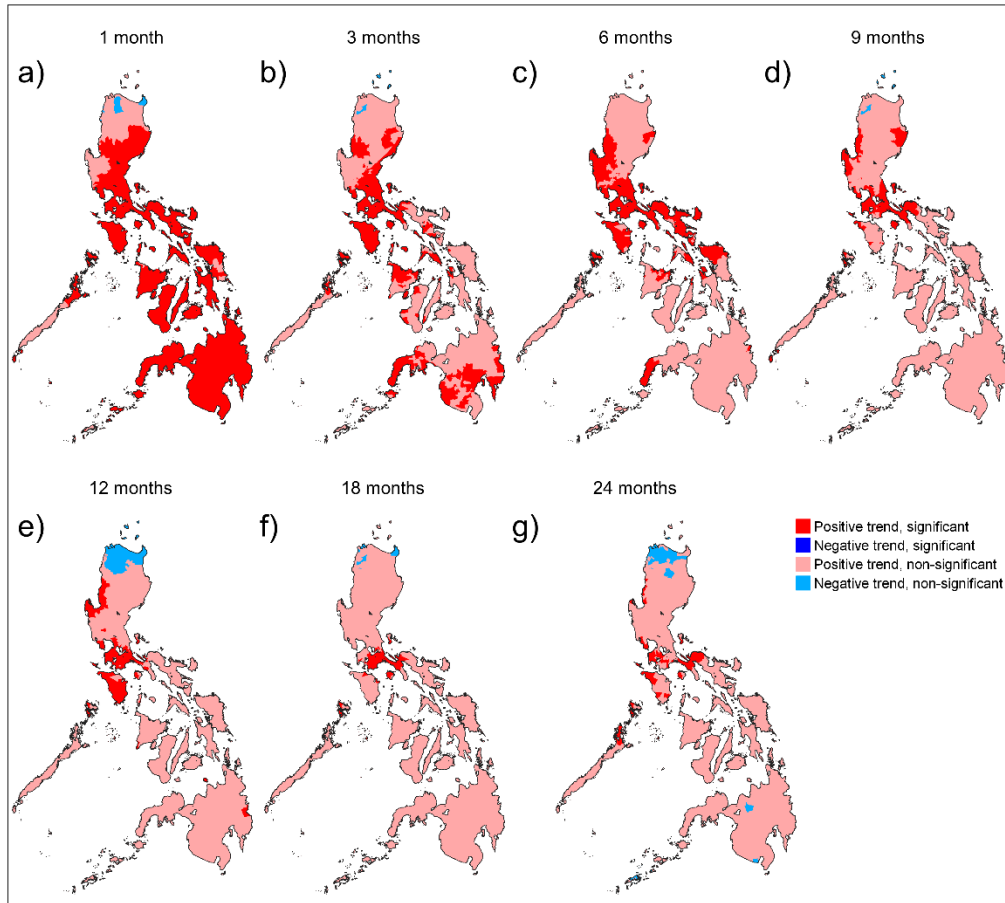 1 month
3 months
6 months
9 months
a)
b)
c)
d)
12 months
18 months
24 months
e)
f)
g)
Positive trend, significant
Negative trend, significant
Positive trend, non-significant
Negative trend, non-significant